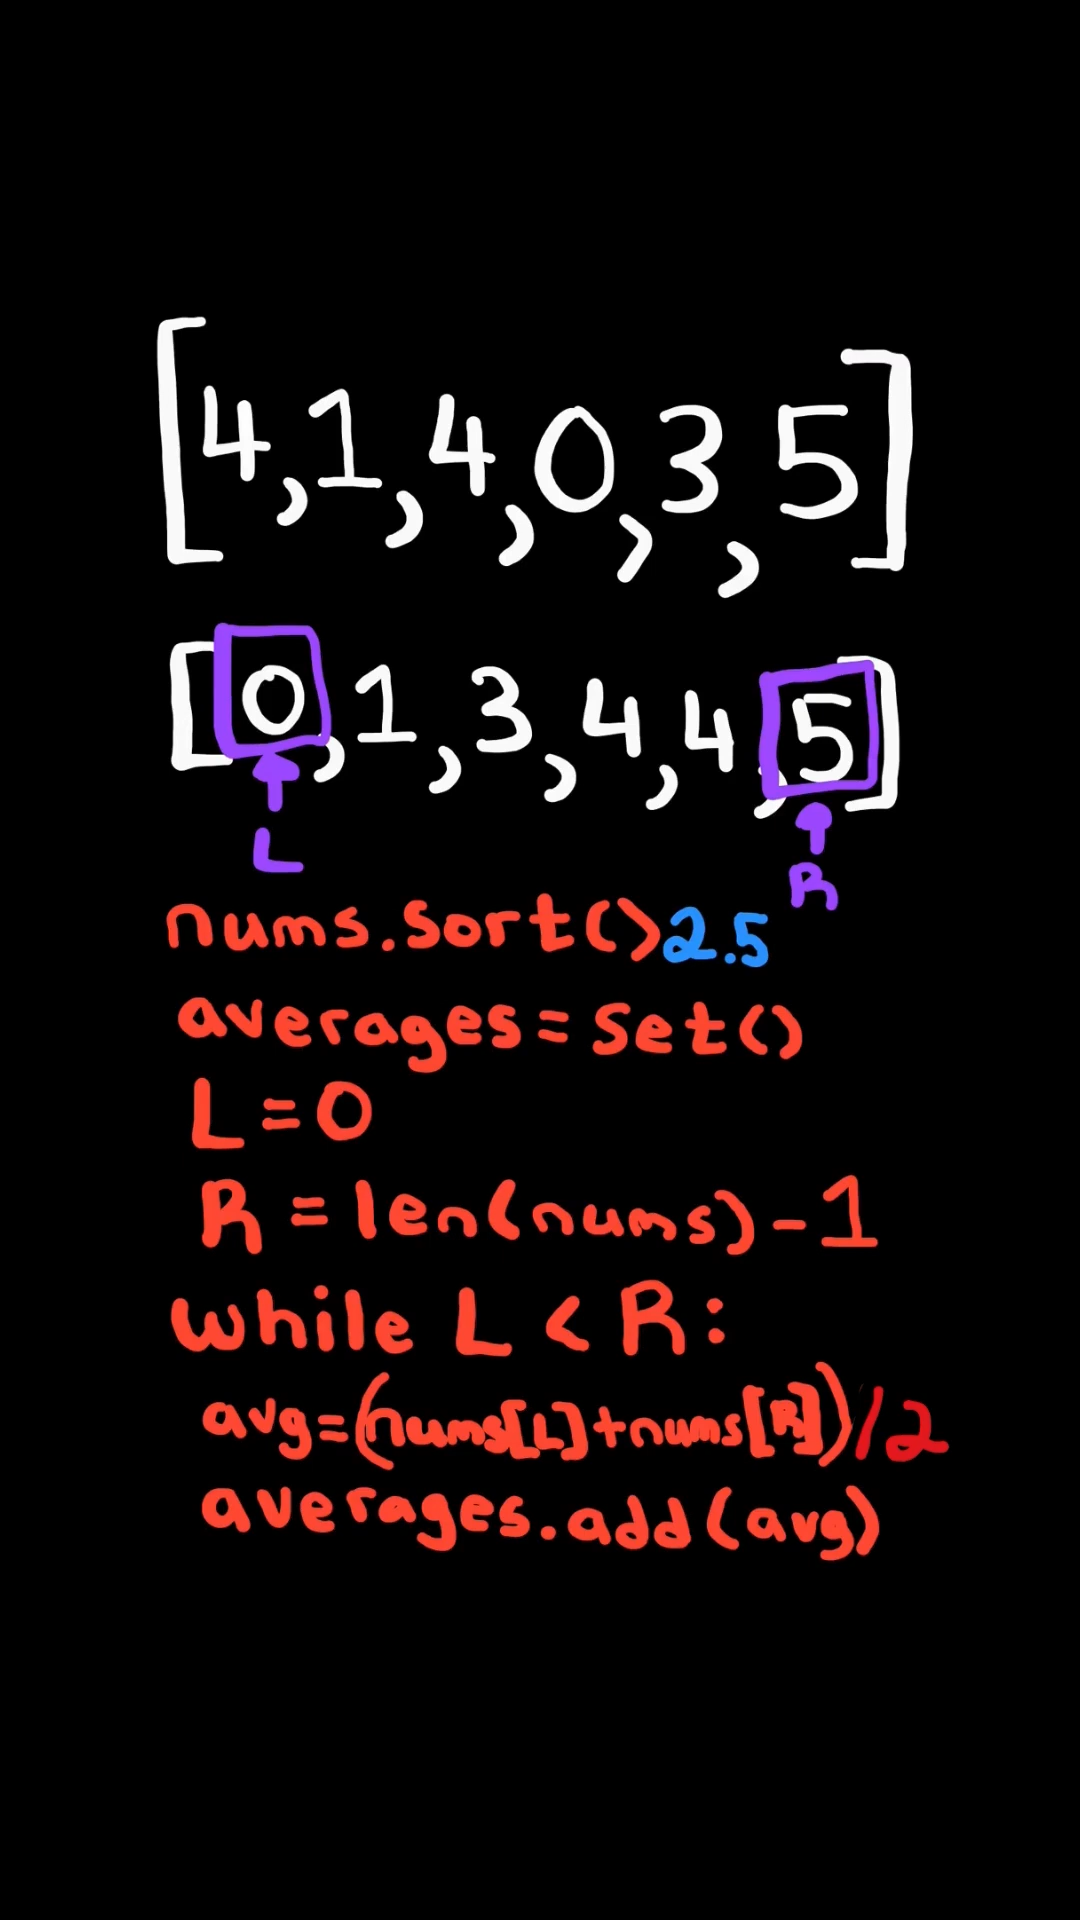 [4,1,4,0,3,5]
[0,1,3,4,4,5]
L
R
nums.sort() 2.5
averages=set()
L=0
R=len(nums)-1
while L<R:
avg=(nums[L]+nums[R])/2
averages.add(avg)